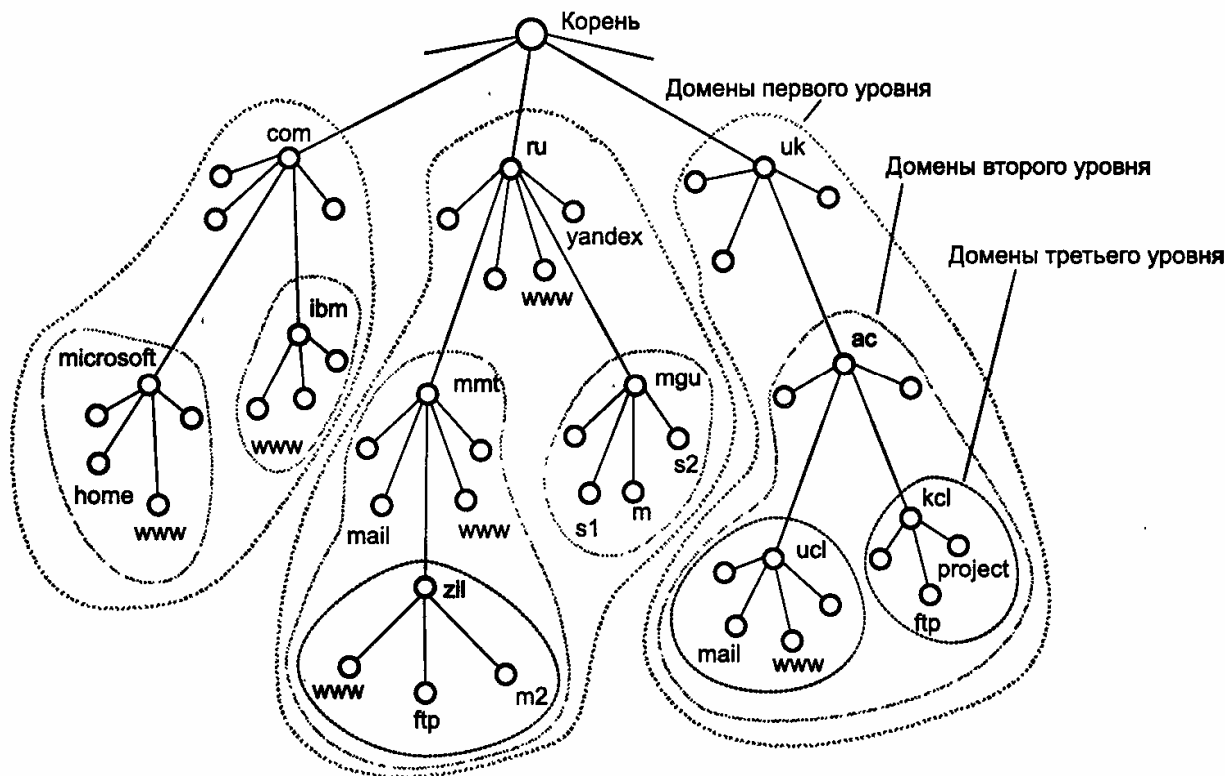 Корень
Домены первого уровня
com
ru
uk
Домены второго уровня
yandex
Домены третьего уровня
www
ibm
microsoft
ac
mmt
mgu
www
s2
home
www
mail
www
s1
m
kcl
ucl
project
zil
ftp
mail
www
www
ftp
m2